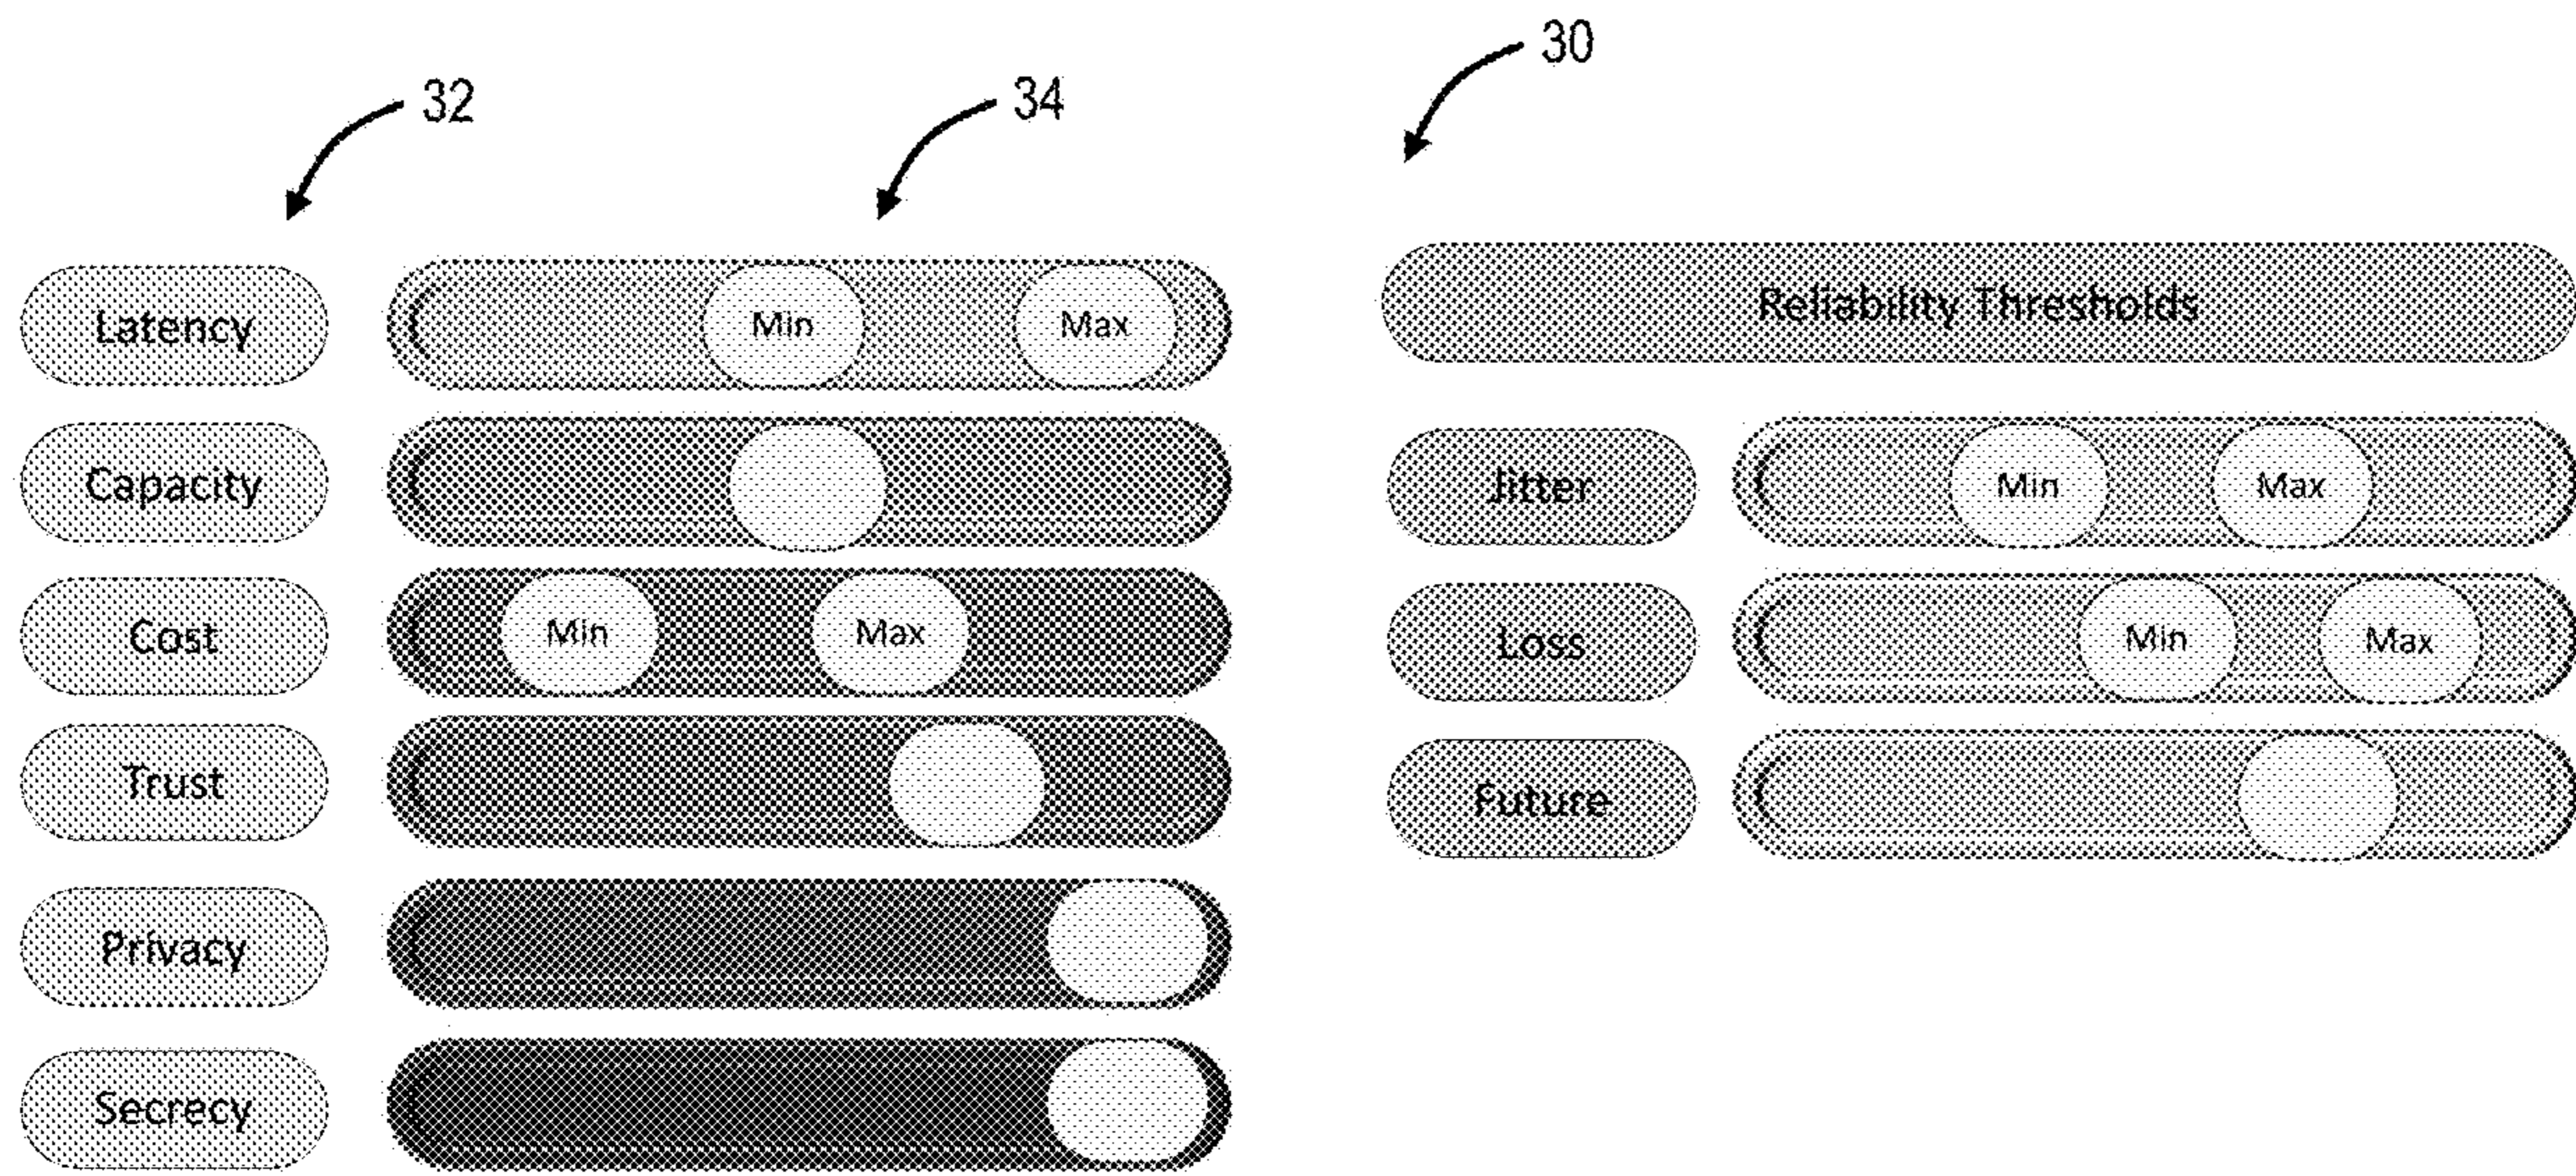 32
34
30
Latency
Min
Max
Capacity
Cost
Min
Max
Trust
Privacy
Secrecy
Reliability Thresholds
Jitter
Min
Max
Loss
Min
Max
Future